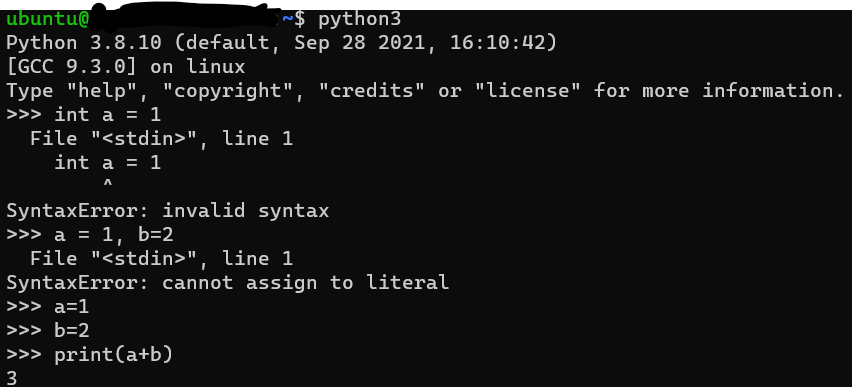 ubuntu@ ~$ python3
Python 3.8.10 (default, Sep 28 2021, 16:10:42)
[GCC 9.3.0] on linux
Type "help", "copyright", "credits" or "license" for more information.
>>> int a = 1
  File "<stdin>", line 1
    int a = 1
        ^
SyntaxError: invalid syntax
>>> a = 1, b=2
  File "<stdin>", line 1
SyntaxError: cannot assign to literal
>>> a=1
>>> b=2
>>> print(a+b)
3